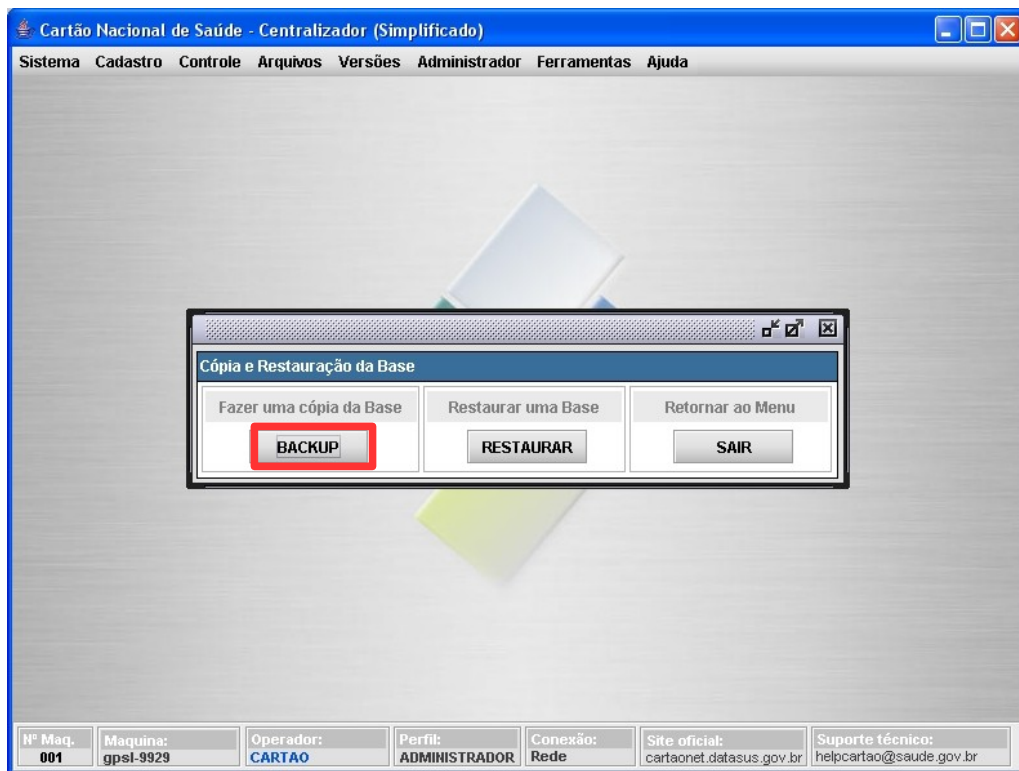 Cartão Nacional de Saúde - Centralizador (Simplificado)
Sistema Cadastro Controle Arquivos Versões Administrador Ferramentas Ajuda
Cópia e Restauração da Base
Fazer uma cópia da Base Restaurar uma Base Retornar ao Menu
BACKUP RESTAURAR SAIR
Nº Maq. Maquina: Operador: Perfil: Conexão: Site oficial: Suporte técnico:
001 gpsl-9929 CARTAO ADMINISTRADOR Rede cartaonet.datasus.gov.br helpcartao@saude.gov.br